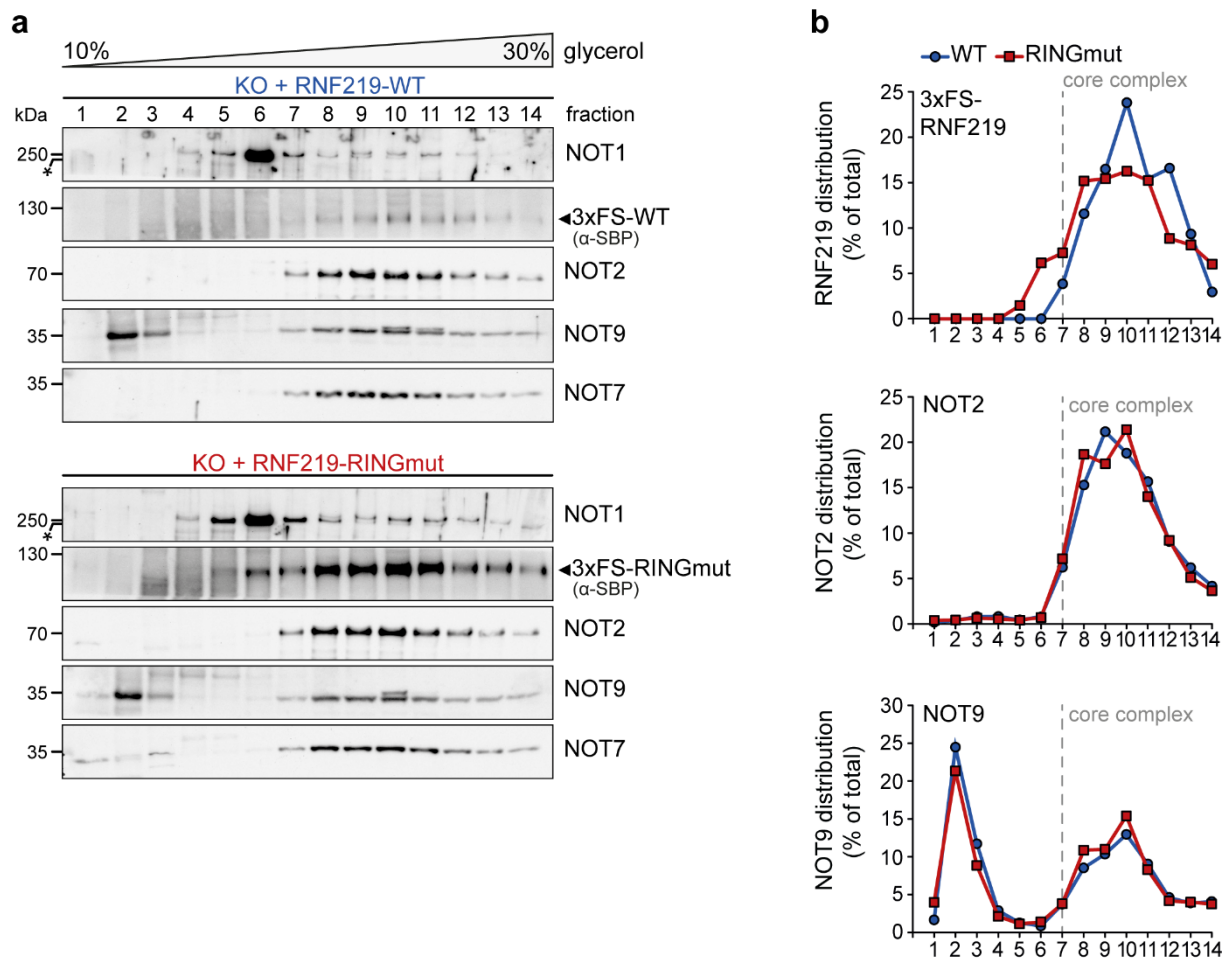 a
10% 30% glycerol
KO + RNF219-WT
kDa 1 2 3 4 5 6 7 8 9 10 11 12 13 14 fraction
250 NOT1
*
130
3xFS-WT
(α-SBP)
70 NOT2
35 NOT9
35 NOT7
KO + RNF219-RINGmut
250 NOT1
*
130
3xFS-RINGmut
(α-SBP)
70 NOT2
35 NOT9
35 NOT7
b
WT RINGmut
core complex
3xFS-
RNF219
RNF219 distribution
(% of total)
25
20
15
10
5
0
1 2 3 4 5 6 7 8 9 10 11 12 13 14
NOT2 core complex
NOT2 distribution
(% of total)
25
20
15
10
5
0
1 2 3 4 5 6 7 8 9 10 11 12 13 14
NOT9 core complex
NOT9 distribution
(% of total)
30
25
20
15
10
5
0
1 2 3 4 5 6 7 8 9 10 11 12 13 14